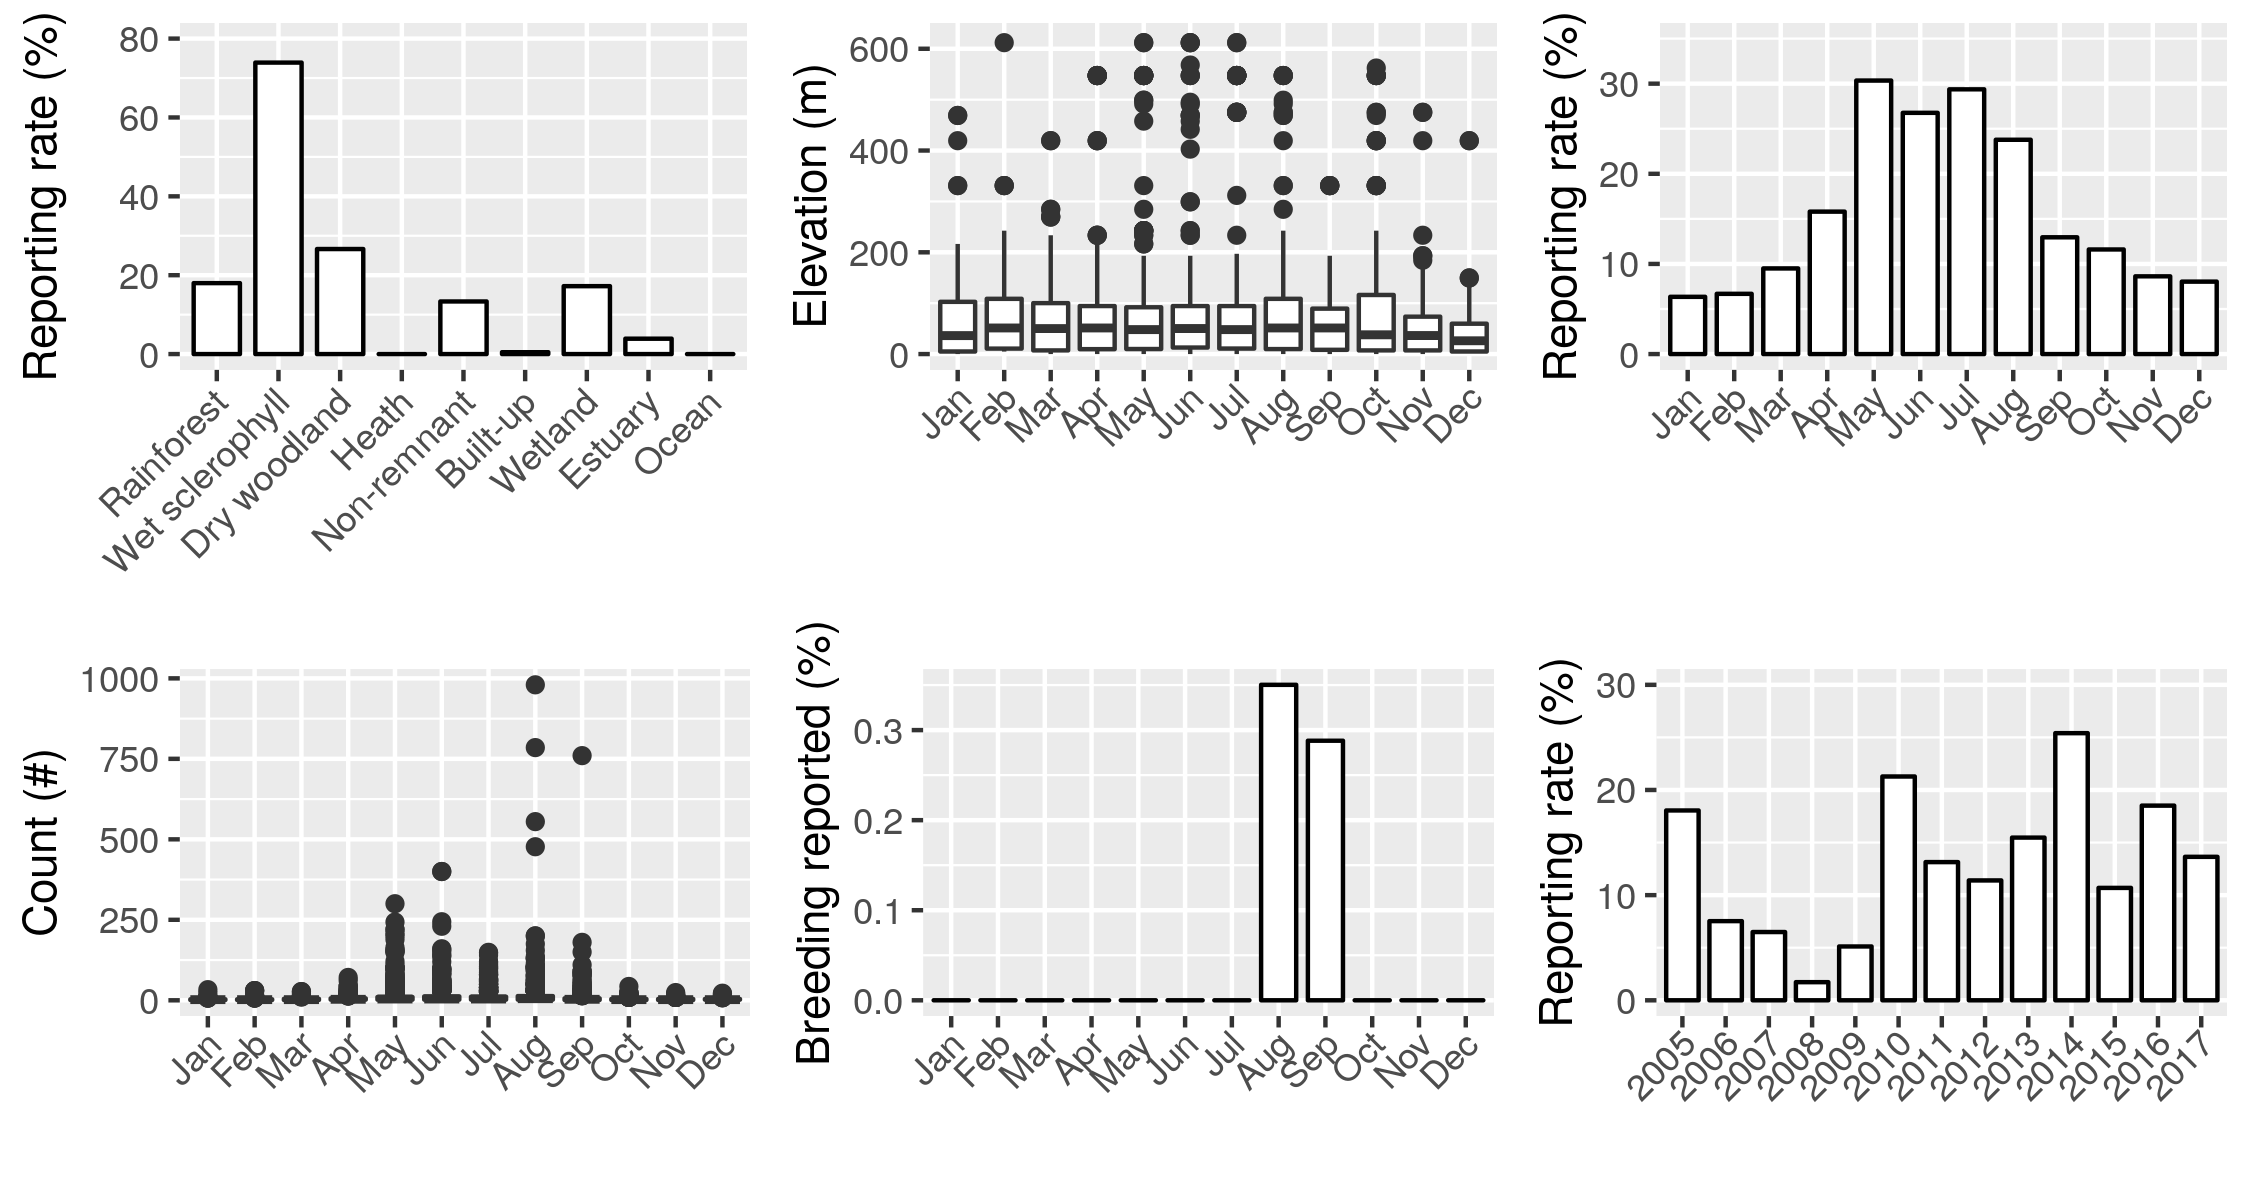 Reporting rate (%)
80
60
40
20
0
Rainforest
Wet sclerophyll
Dry woodland
Heath
Non-remnant
Built-up
Wetland
Estuary
Ocean
Elevation (m)
600
400
200
0
Jan
Feb
Mar
Apr
May
Jun
Jul
Aug
Sep
Oct
Nov
Dec
Reporting rate (%)
30
20
10
0
Jan
Feb
Mar
Apr
May
Jun
Jul
Aug
Sep
Oct
Nov
Dec
Count (#)
1000
750
500
250
0
Jan
Feb
Mar
Apr
May
Jun
Jul
Aug
Sep
Oct
Nov
Dec
Breeding reported (%)
0.3
0.2
0.1
0.0
Jan
Feb
Mar
Apr
May
Jun
Jul
Aug
Sep
Oct
Nov
Dec
Reporting rate (%)
30
20
10
0
2005
2006
2007
2008
2009
2010
2011
2012
2013
2014
2015
2016
2017